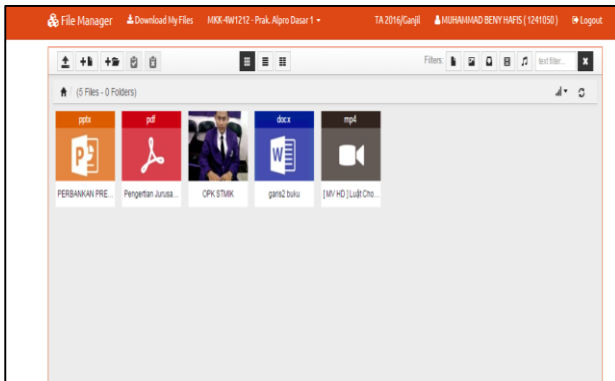 File Manager Download My Files MKK-4W1212 - Prak. Alpro Dasar 1 TA 2016/Ganjil MUHAMMAD BENY HAFIS ( 1241050 ) Logout
Filters: text filter... x
(5 Files - 0 Folders)
pptx pdf docx mp4
PERBANKAN PRE... Pengertian Jurusa... OPK STMIK garis2 buku [ MV HD ] Luật Cho...